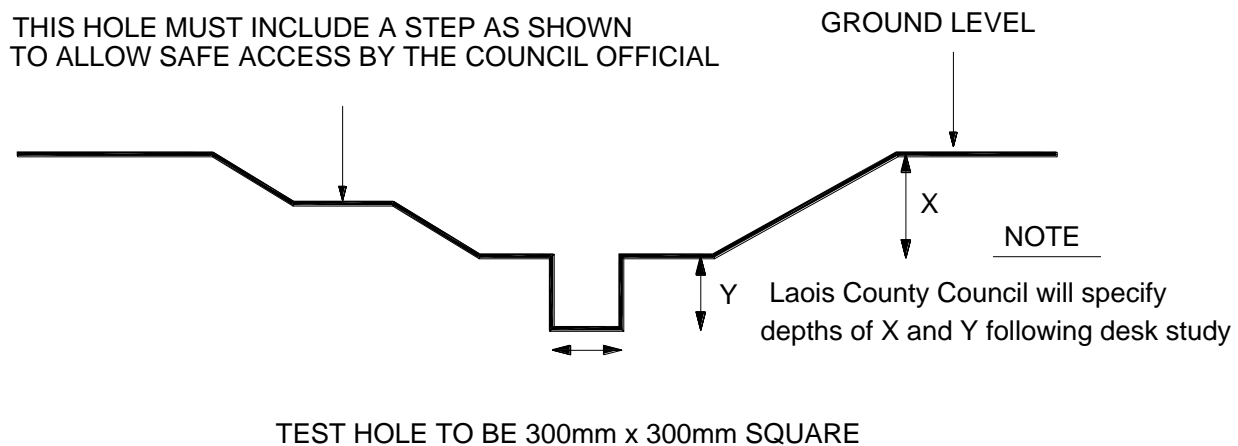 THIS HOLE MUST INCLUDE A STEP AS SHOWN
TO ALLOW SAFE ACCESS BY THE COUNCIL OFFICIAL
GROUND LEVEL
X
NOTE
Y
Laois County Council will specify
depths of X and Y following desk study
TEST HOLE TO BE 300mm x 300mm SQUARE